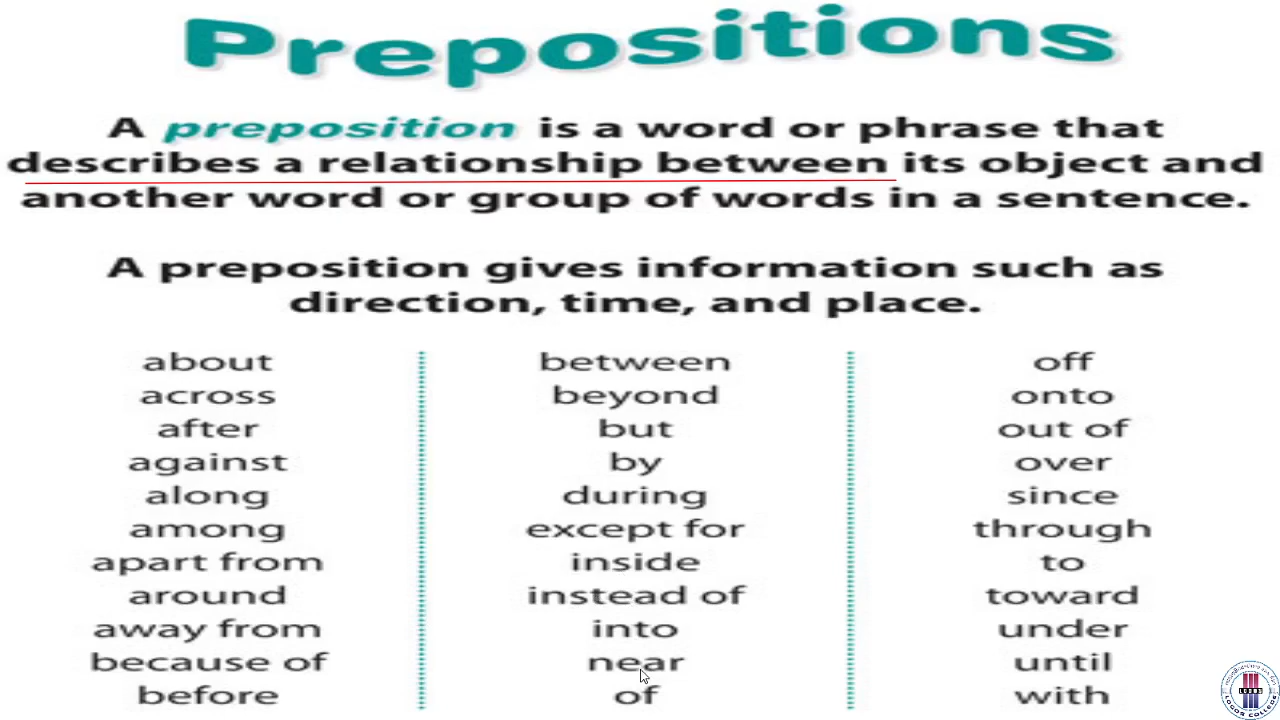 Prepositions
A preposition is a word or phrase that
describes a relationship between its object and
another word or group of words in a sentence.
A preposition gives information such as
direction, time, and place.
about
across
after
against
along
among
apart from
around
away from
because of
before
between
beyond
but
by
during
except for
inside
instead of
into
near
of
off
onto
out of
over
since
through
to
toward
under
until
with
LOGOS
LOGOS COLLEGE